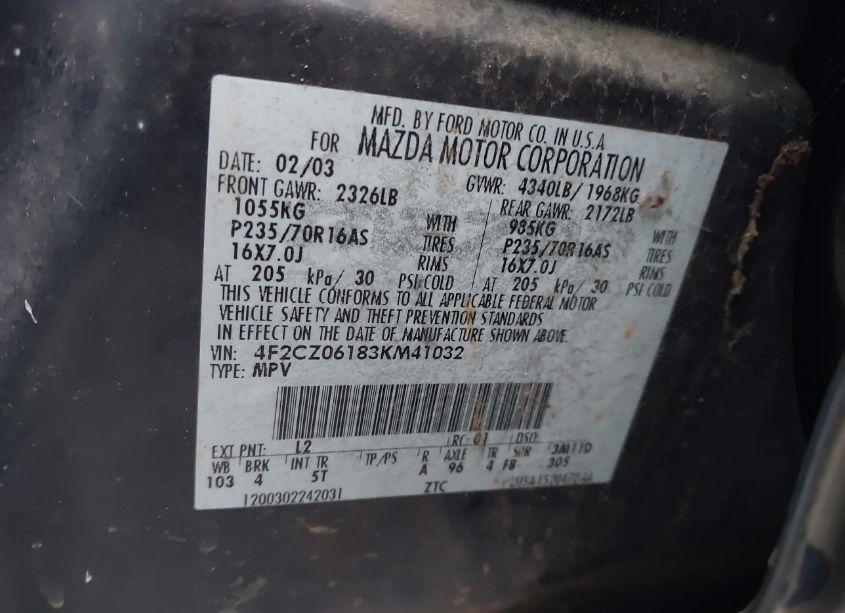 MFD. BY FORD MOTOR CO. IN U.S.A
FOR MAZDA MOTOR CORPORATION
DATE: 02/03 GVWR: 4340LB/ 1968KG
FRONT GAWR: 2326LB REAR GAWR: 2172LB
1055KG WITH 985KG WITH
P235/70R16AS TIRES P235/70R16AS TIRES
16X7.0J RIMS 16X7.0J RIMS
AT 205 kPa/ 30 PSI COLD AT 205 kPa/ 30 PSI COLD
THIS VEHICLE CONFORMS TO ALL APPLICABLE FEDERAL MOTOR
VEHICLE SAFETY AND THEFT PREVENTION STANDARDS
IN EFFECT ON THE DATE OF MANUFACTURE SHOWN ABOVE.
VIN: 4F2CZ06183KM41032
TYPE: MPV
EXT PNT: L2 RC: 61 DSO:
WB BRK INT TR TP/PS R AXLE TR SPR 3M11D
103 4 5T A 96 4 FB 305
1200302242031 ZTC